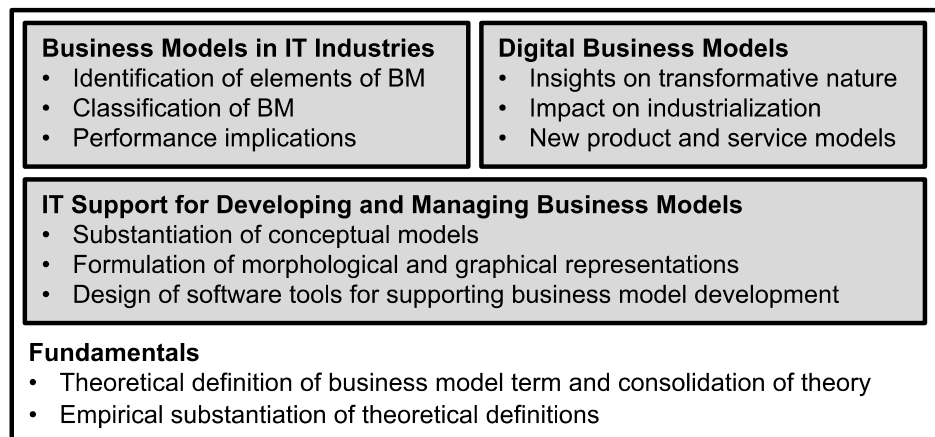 Business Models in IT Industries
• Identification of elements of BM
• Classification of BM
• Performance implications
Digital Business Models
• Insights on transformative nature
• Impact on industrialization
• New product and service models
IT Support for Developing and Managing Business Models
• Substantiation of conceptual models
• Formulation of morphological and graphical representations
• Design of software tools for supporting business model development
Fundamentals
• Theoretical definition of business model term and consolidation of theory
• Empirical substantiation of theoretical definitions